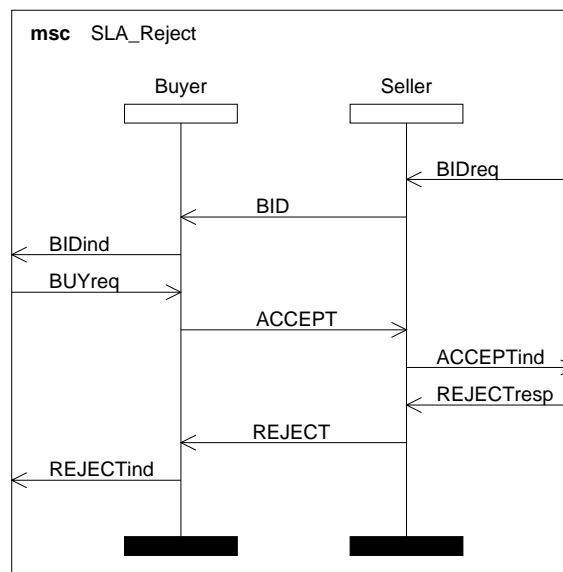 msc SLA_Reject
Buyer Seller
BIDreq
BID
BIDind
BUYreq
ACCEPT
ACCEPTind
REJECTresp
REJECT
REJECTind